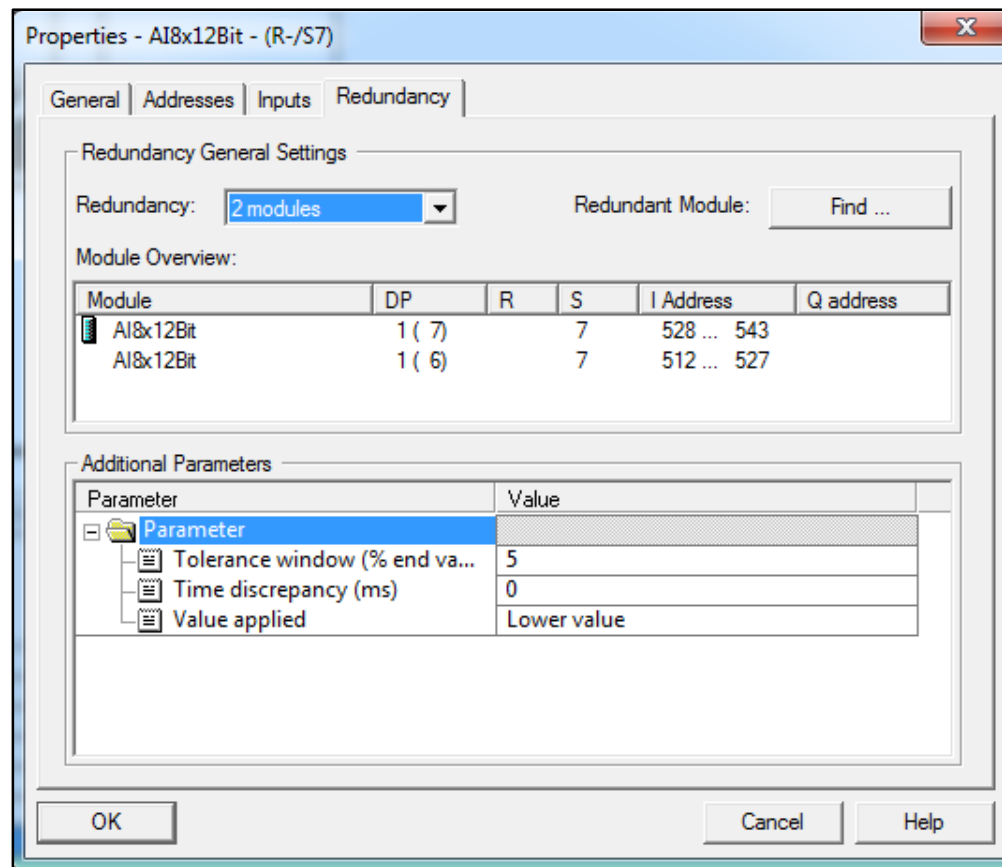 Properties - AI8x12Bit - (R-/S7)
General Addresses Inputs Redundancy
Redundancy General Settings
Redundancy: 2 modules Redundant Module: Find ...
Module Overview:
Module DP R S I Address Q address
AI8x12Bit 1 ( 7) 7 528 ... 543
AI8x12Bit 1 ( 6) 7 512 ... 527
Additional Parameters
Parameter Value
Parameter
Tolerance window (% end va... 5
Time discrepancy (ms) 0
Value applied Lower value
OK Cancel Help